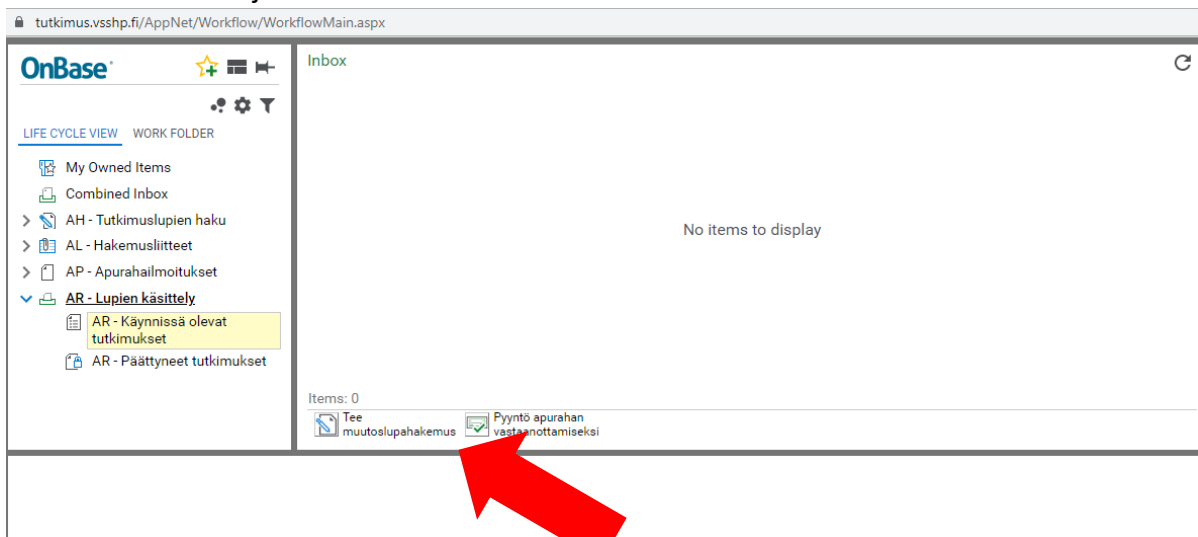 tutkimus.vsshp.fi/AppNet/Workflow/WorkflowMain.aspx
OnBase
LIFE CYCLE VIEW WORK FOLDER
My Owned Items
Combined Inbox
AH - Tutkimuslupien haku
AL - Hakemusliitteet
AP - Apurahailmoitukset
AR - Lupien käsittely
AR - Käynnissä olevat
tutkimukset
AR - Päättyneet tutkimukset
Inbox
No items to display
Items: 0
Tee
muutoslupahakemus
Pyyntö apurahan
vastaanottamiseksi